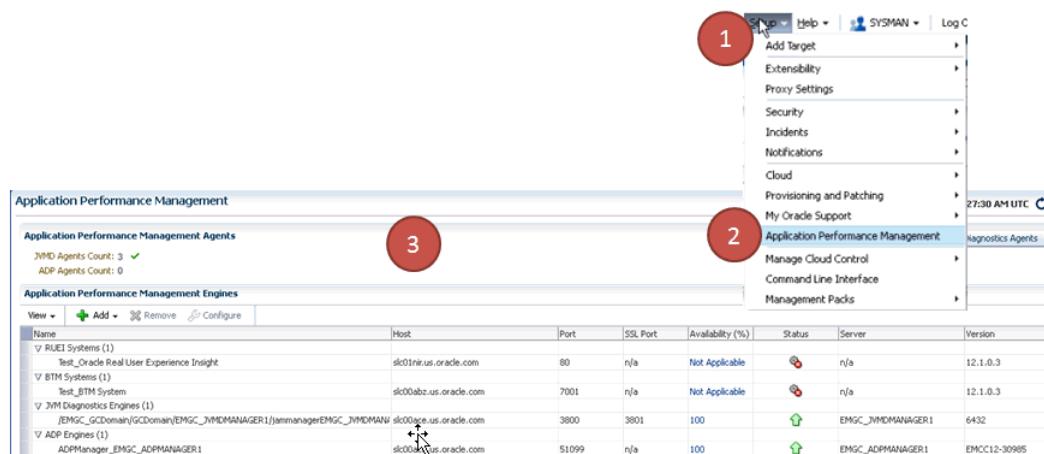 Setup Help SYSMAN Log O
1
Add Target
Extensibility
Proxy Settings
Security
Incidents
Notifications
Cloud
Provisioning and Patching
My Oracle Support
2
Application Performance Management
Manage Cloud Control
Command Line Interface
Management Packs
Application Performance Management
27:30 AM UTC
Application Performance Management Agents
3
iagnostics Agents
JVMD Agents Count: 3
ADP Agents Count: 0
Application Performance Management Engines
View Add Remove Configure
Name Host Port SSL Port Availability (%) Status Server Version
RUEI Systems (1)
Test_Oracle Real User Experience Insight slc01nir.us.oracle.com 80 n/a Not Applicable n/a 12.1.0.3
BTM Systems (1)
Test_BTM System slc00abz.us.oracle.com 7001 n/a Not Applicable n/a 12.1.0.3
JVM Diagnostics Engines (1)
/EMGC_GCDomain/GCDomain/EMGC_JVMDMANAGER1/jammanagerEMGC_JVMDMAN slc00ace.us.oracle.com 3800 3801 100 EMGC_JVMDMANAGER1 6432
ADP Engines (1)
ADPManager_EMGC_ADPMANAGER1 us.oracle.com 51099 n/a 100 EMGC_ADPMANAGER1 EMCC12-30985